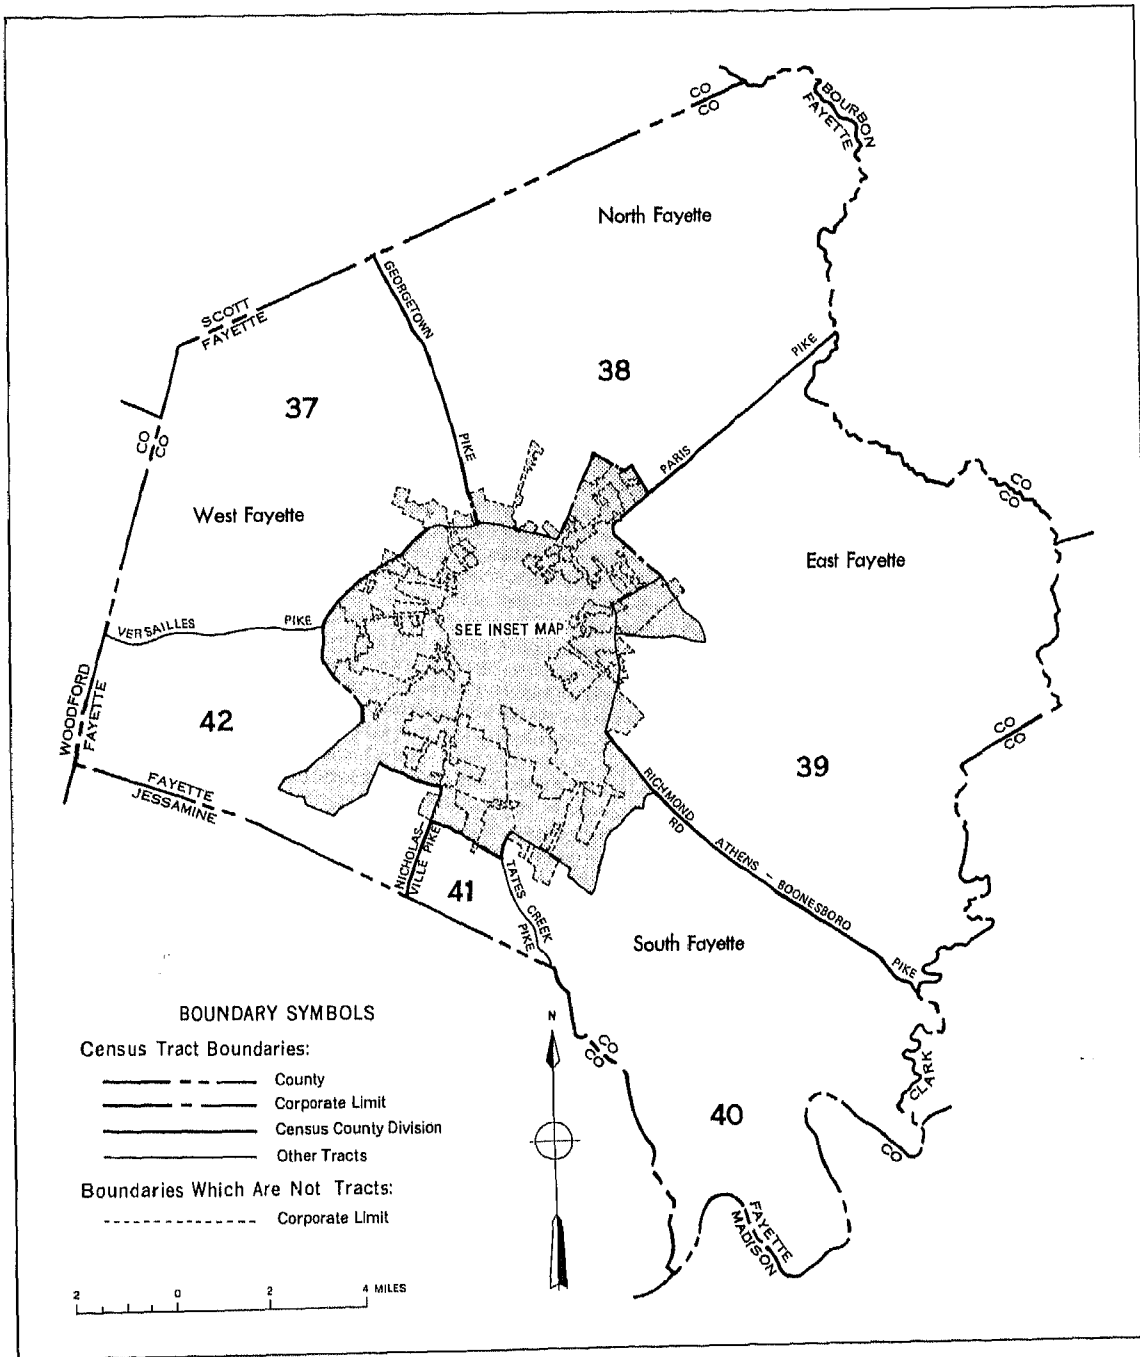 CO
CO
BOURBON
FAYETTE
North Fayette
GEORGETOWN
PIKE
SCOTT
FAYETTE
37
38
PARIS
PIKE
CO
CO
CO
CO
West Fayette
East Fayette
VERSAILLES
PIKE
SEE INSET MAP
WOODFORD
FAYETTE
42
39
CO
CO
FAYETTE
JESSAMINE
RICHMOND
RD
ATHENS - BOONESBORO
PIKE
NICHOLAS-
VILLE PIKE
41
TATES CREEK
PIKE
South Fayette
BOUNDARY SYMBOLS
Census Tract Boundaries:
County
Corporate Limit
Census County Division
Other Tracts
Boundaries Which Are Not Tracts:
Corporate Limit
N
CO
CO
40
CLARK
CO
FAYETTE
MADISON
2
0
2
4 MILES